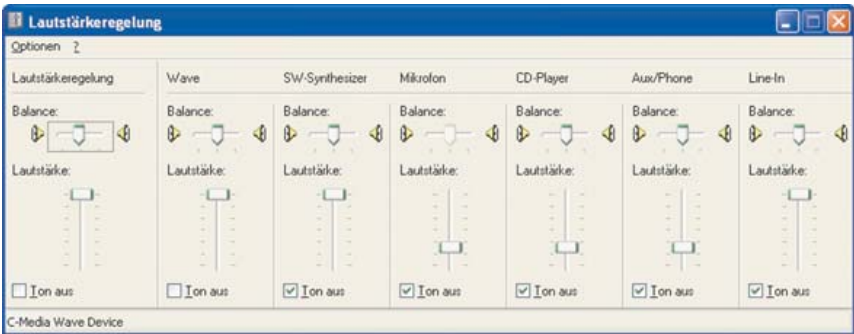 Lautstärkeregelung
Optionen ?
Lautstärkeregelung Wave SW-Synthesizer Mikrofon CD-Player Aux/Phone Line-In
Balance: Balance: Balance: Balance: Balance: Balance: Balance:
Lautstärke: Lautstärke: Lautstärke: Lautstärke: Lautstärke: Lautstärke: Lautstärke:
Ton aus Ton aus Ton aus Ton aus Ton aus Ton aus Ton aus
C-Media Wave Device